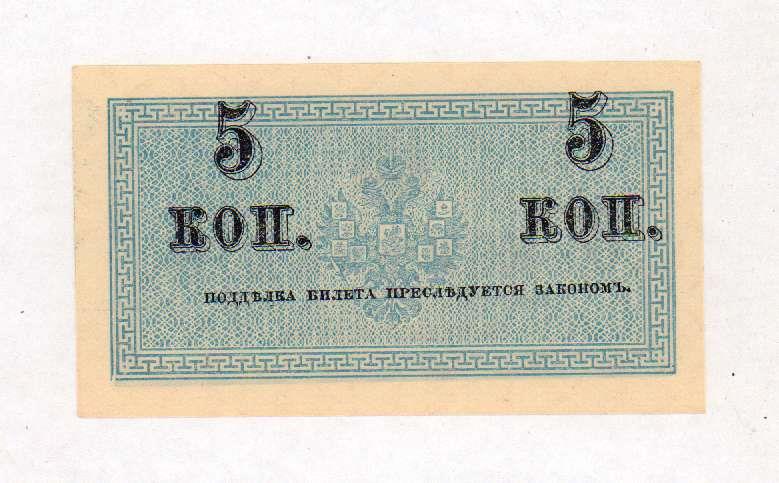 5 5
КОП. КОП.
ПОДДѢЛКА БИЛЕТА ПРЕСЛѢДУЕТСЯ ЗАКОНОМЪ.